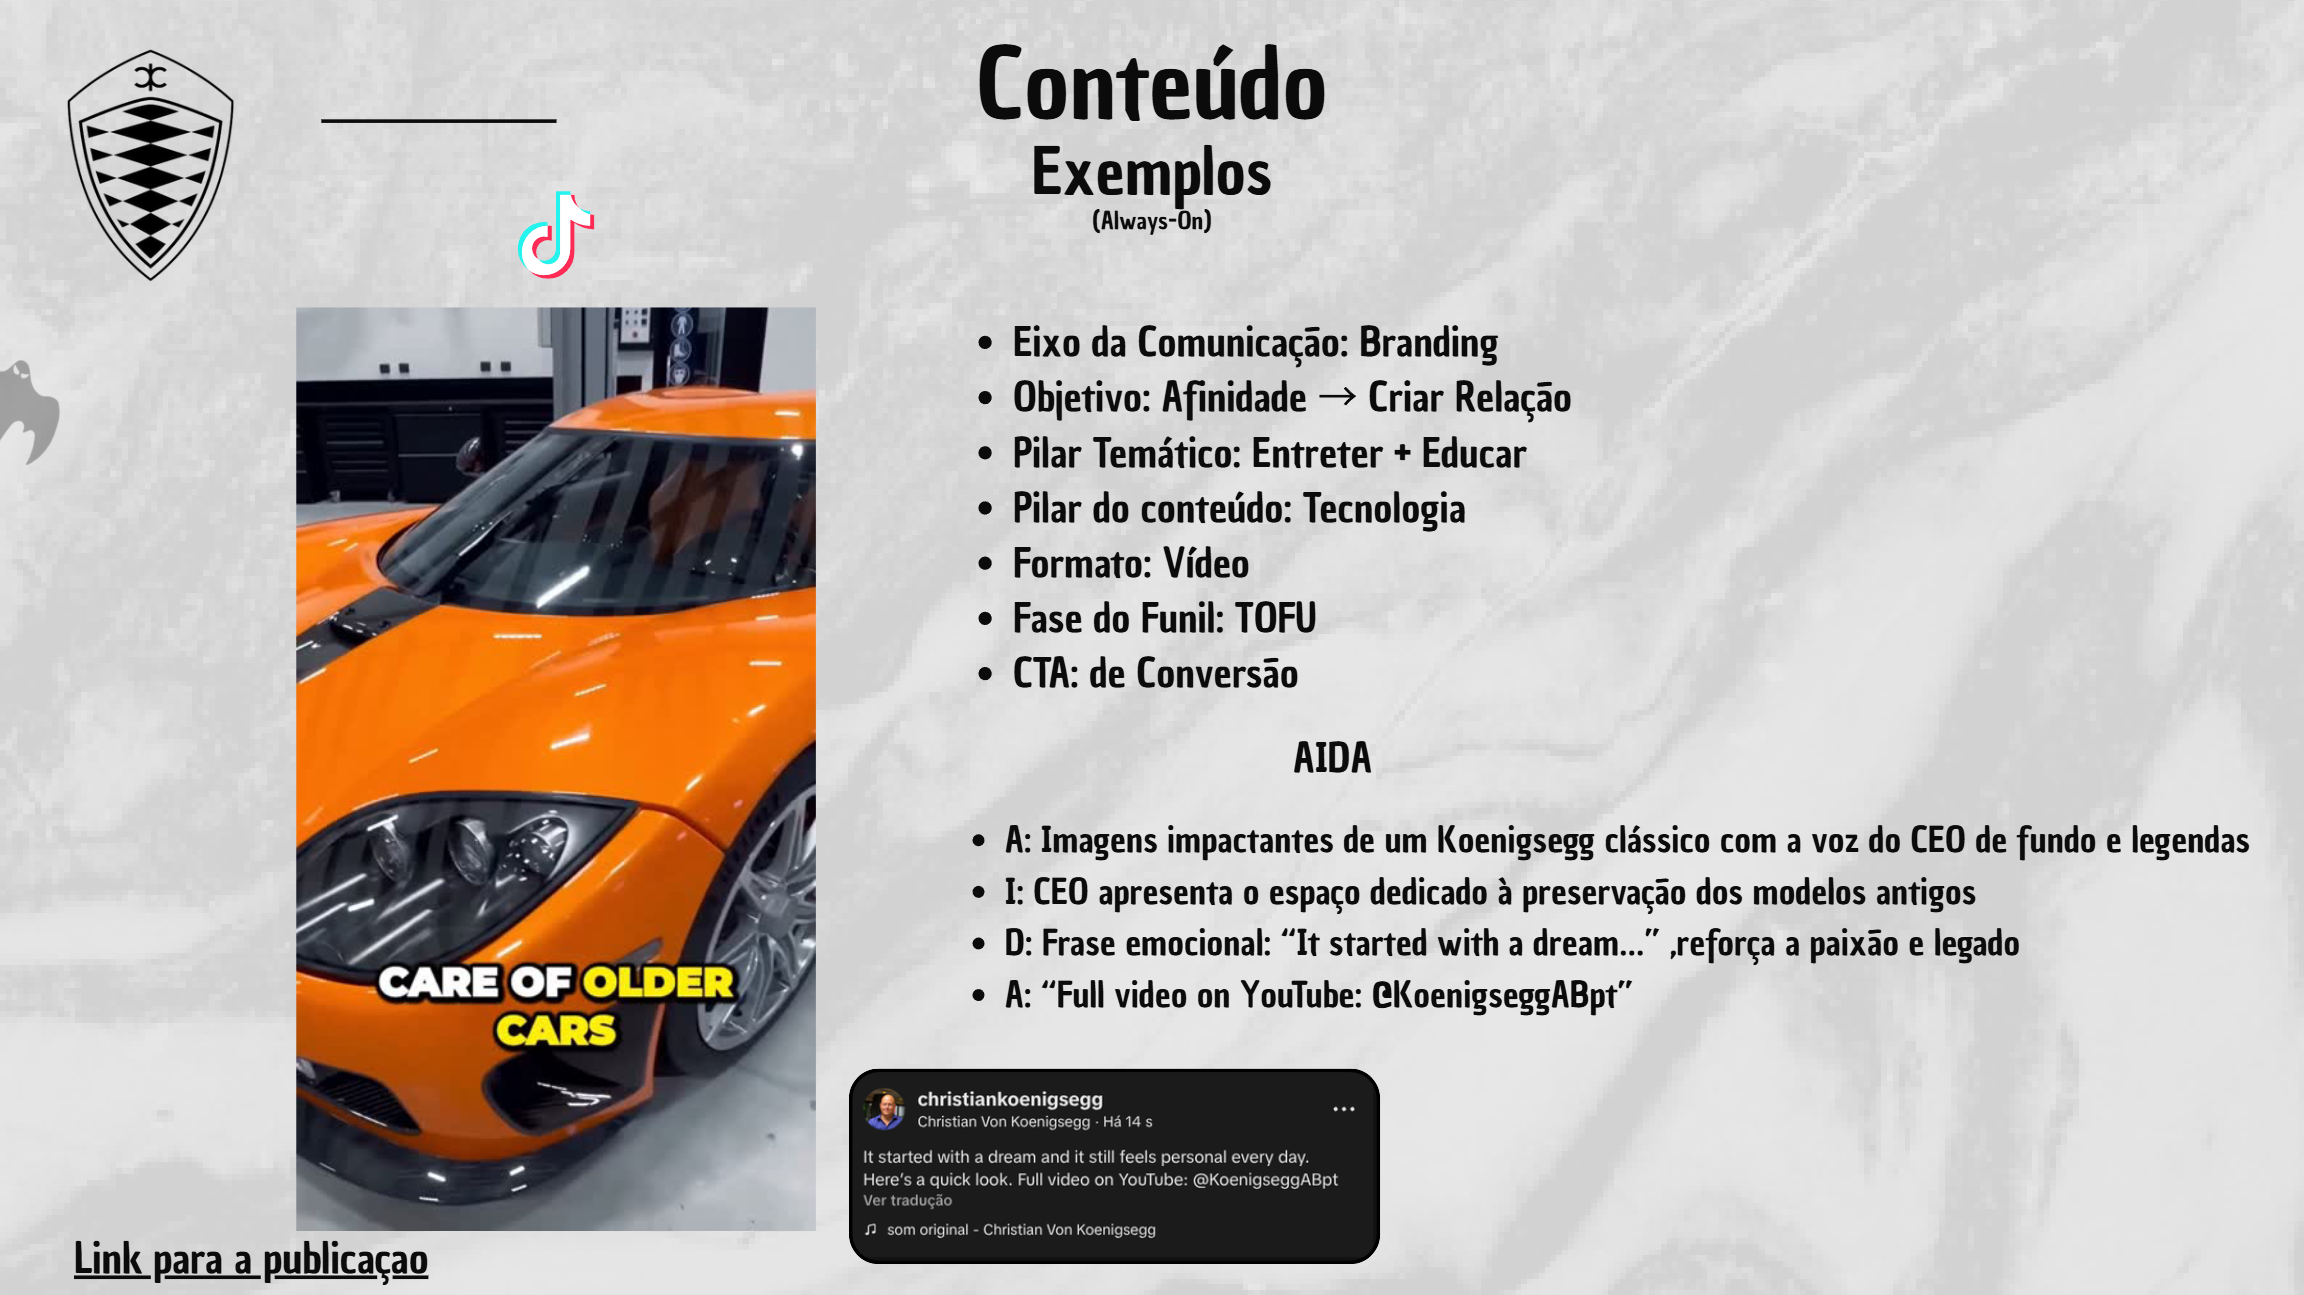 Conteúdo
Exemplos
(Always-On)
• Eixo da Comunicação: Branding
• Objetivo: Afinidade → Criar Relação
• Pilar Temático: Entreter + Educar
• Pilar do conteúdo: Tecnologia
• Formato: Vídeo
• Fase do Funil: TOFU
• CTA: de Conversão
AIDA
• A: Imagens impactantes de um Koenigsegg clássico com a voz do CEO de fundo e legendas
• I: CEO apresenta o espaço dedicado à preservação dos modelos antigos
• D: Frase emocional: “It started with a dream...” ,reforça a paixão e legado
• A: “Full video on YouTube: @KoenigseggABpt”
CARE OF OLDER
CARS
christiankoenigsegg
Christian Von Koenigsegg · Há 14 s
It started with a dream and it still feels personal every day.
Here’s a quick look. Full video on YouTube: @KoenigseggABpt
Ver tradução
som original - Christian Von Koenigsegg
Link para a publicaçao